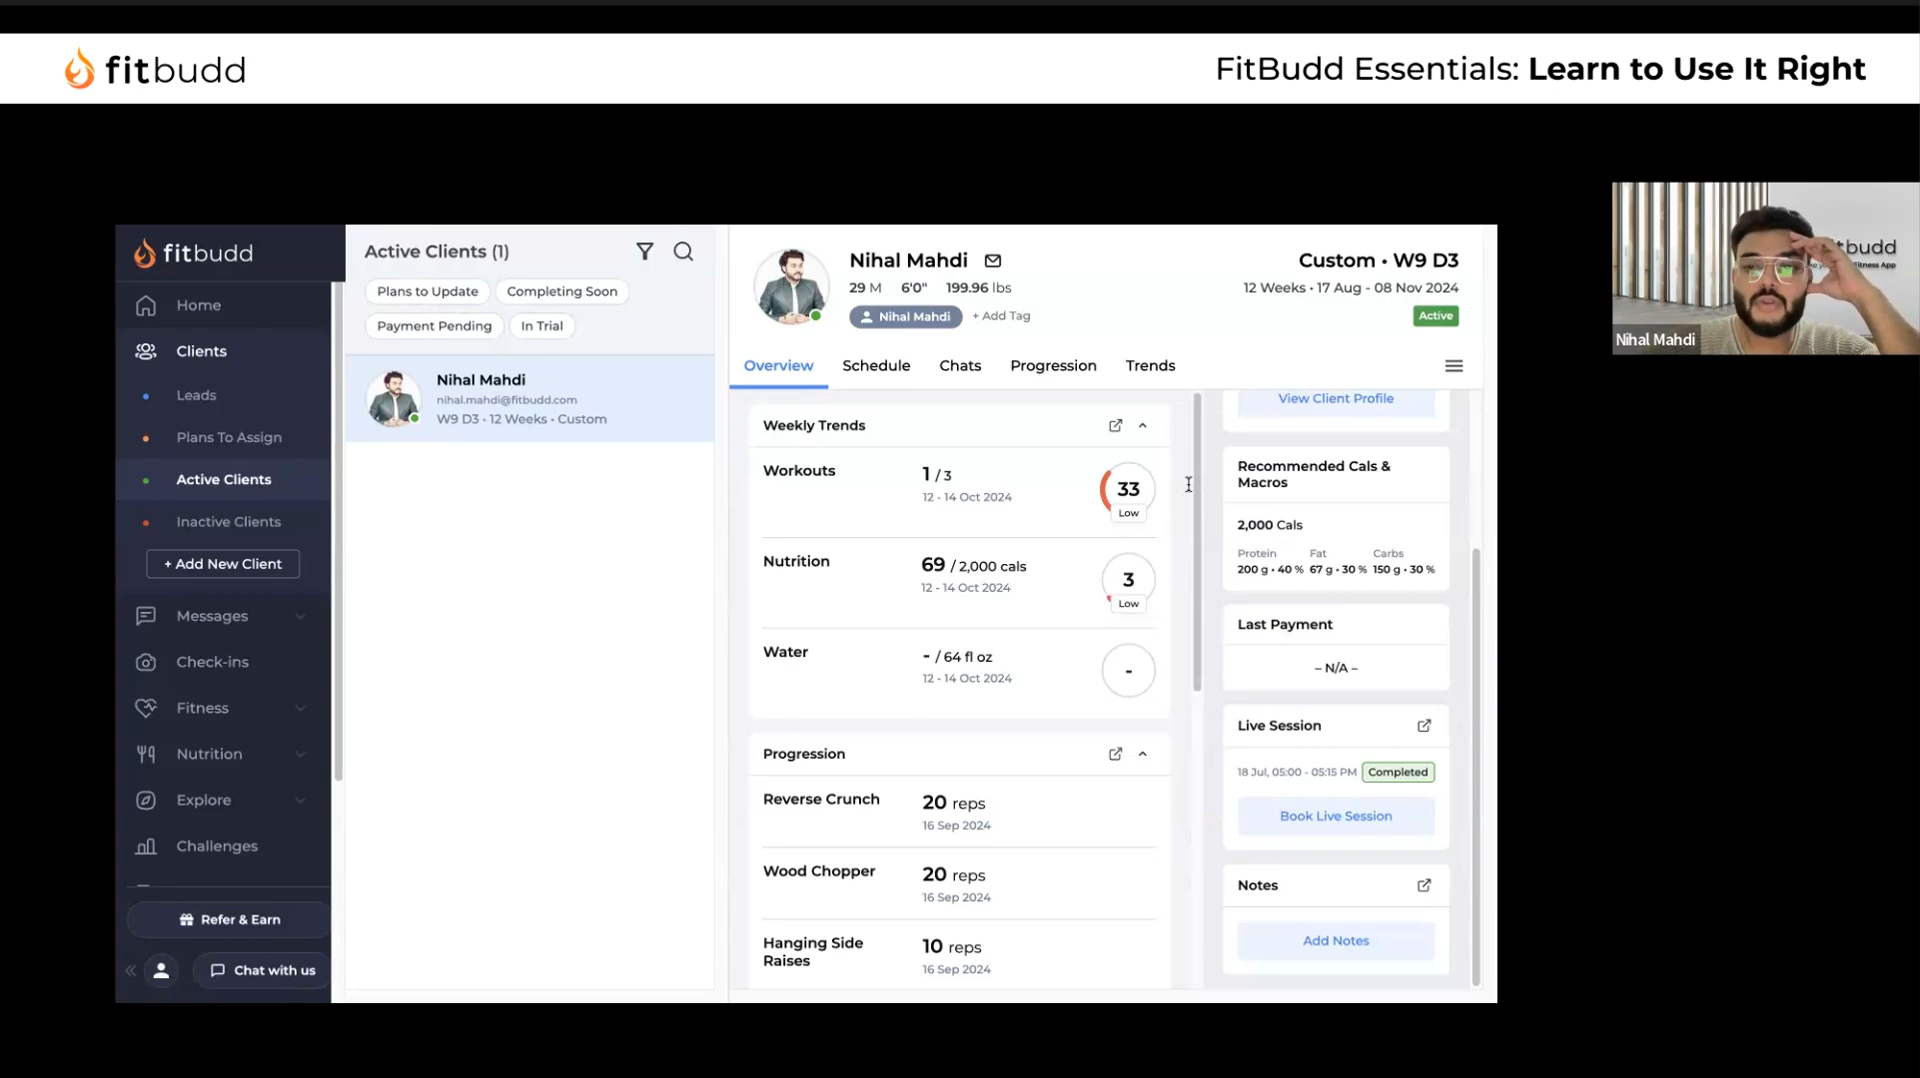 fitbudd
FitBudd Essentials: Learn to Use It Right
fitbudd
Home
Clients
Leads
Plans To Assign
Active Clients
Inactive Clients
+ Add New Client
Messages
Check-ins
Fitness
Nutrition
Explore
Challenges
Refer & Earn
Chat with us
Active Clients (1)
Plans to Update
Completing Soon
Payment Pending
In Trial
Nihal Mahdi
nihal.mahdi@fitbudd.com
W9 D3 • 12 Weeks • Custom
Nihal Mahdi
29 M 6'0" 199.96 lbs
Nihal Mahdi + Add Tag
Custom • W9 D3
12 Weeks • 17 Aug - 08 Nov 2024
Active
Overview Schedule Chats Progression Trends
Weekly Trends
Workouts
1 / 3
12 - 14 Oct 2024
33
Low
Nutrition
69 / 2,000 cals
12 - 14 Oct 2024
3
Low
Water
- / 64 fl oz
12 - 14 Oct 2024
-
Progression
Reverse Crunch
20 reps
16 Sep 2024
Wood Chopper
20 reps
16 Sep 2024
Hanging Side
Raises
10 reps
16 Sep 2024
View Client Profile
Recommended Cals &
Macros
2,000 Cals
Protein Fat Carbs
200 g • 40 % 67 g • 30 % 150 g • 30 %
Last Payment
– N/A –
Live Session
18 Jul, 05:00 - 05:15 PM Completed
Book Live Session
Notes
Add Notes
Nihal Mahdi